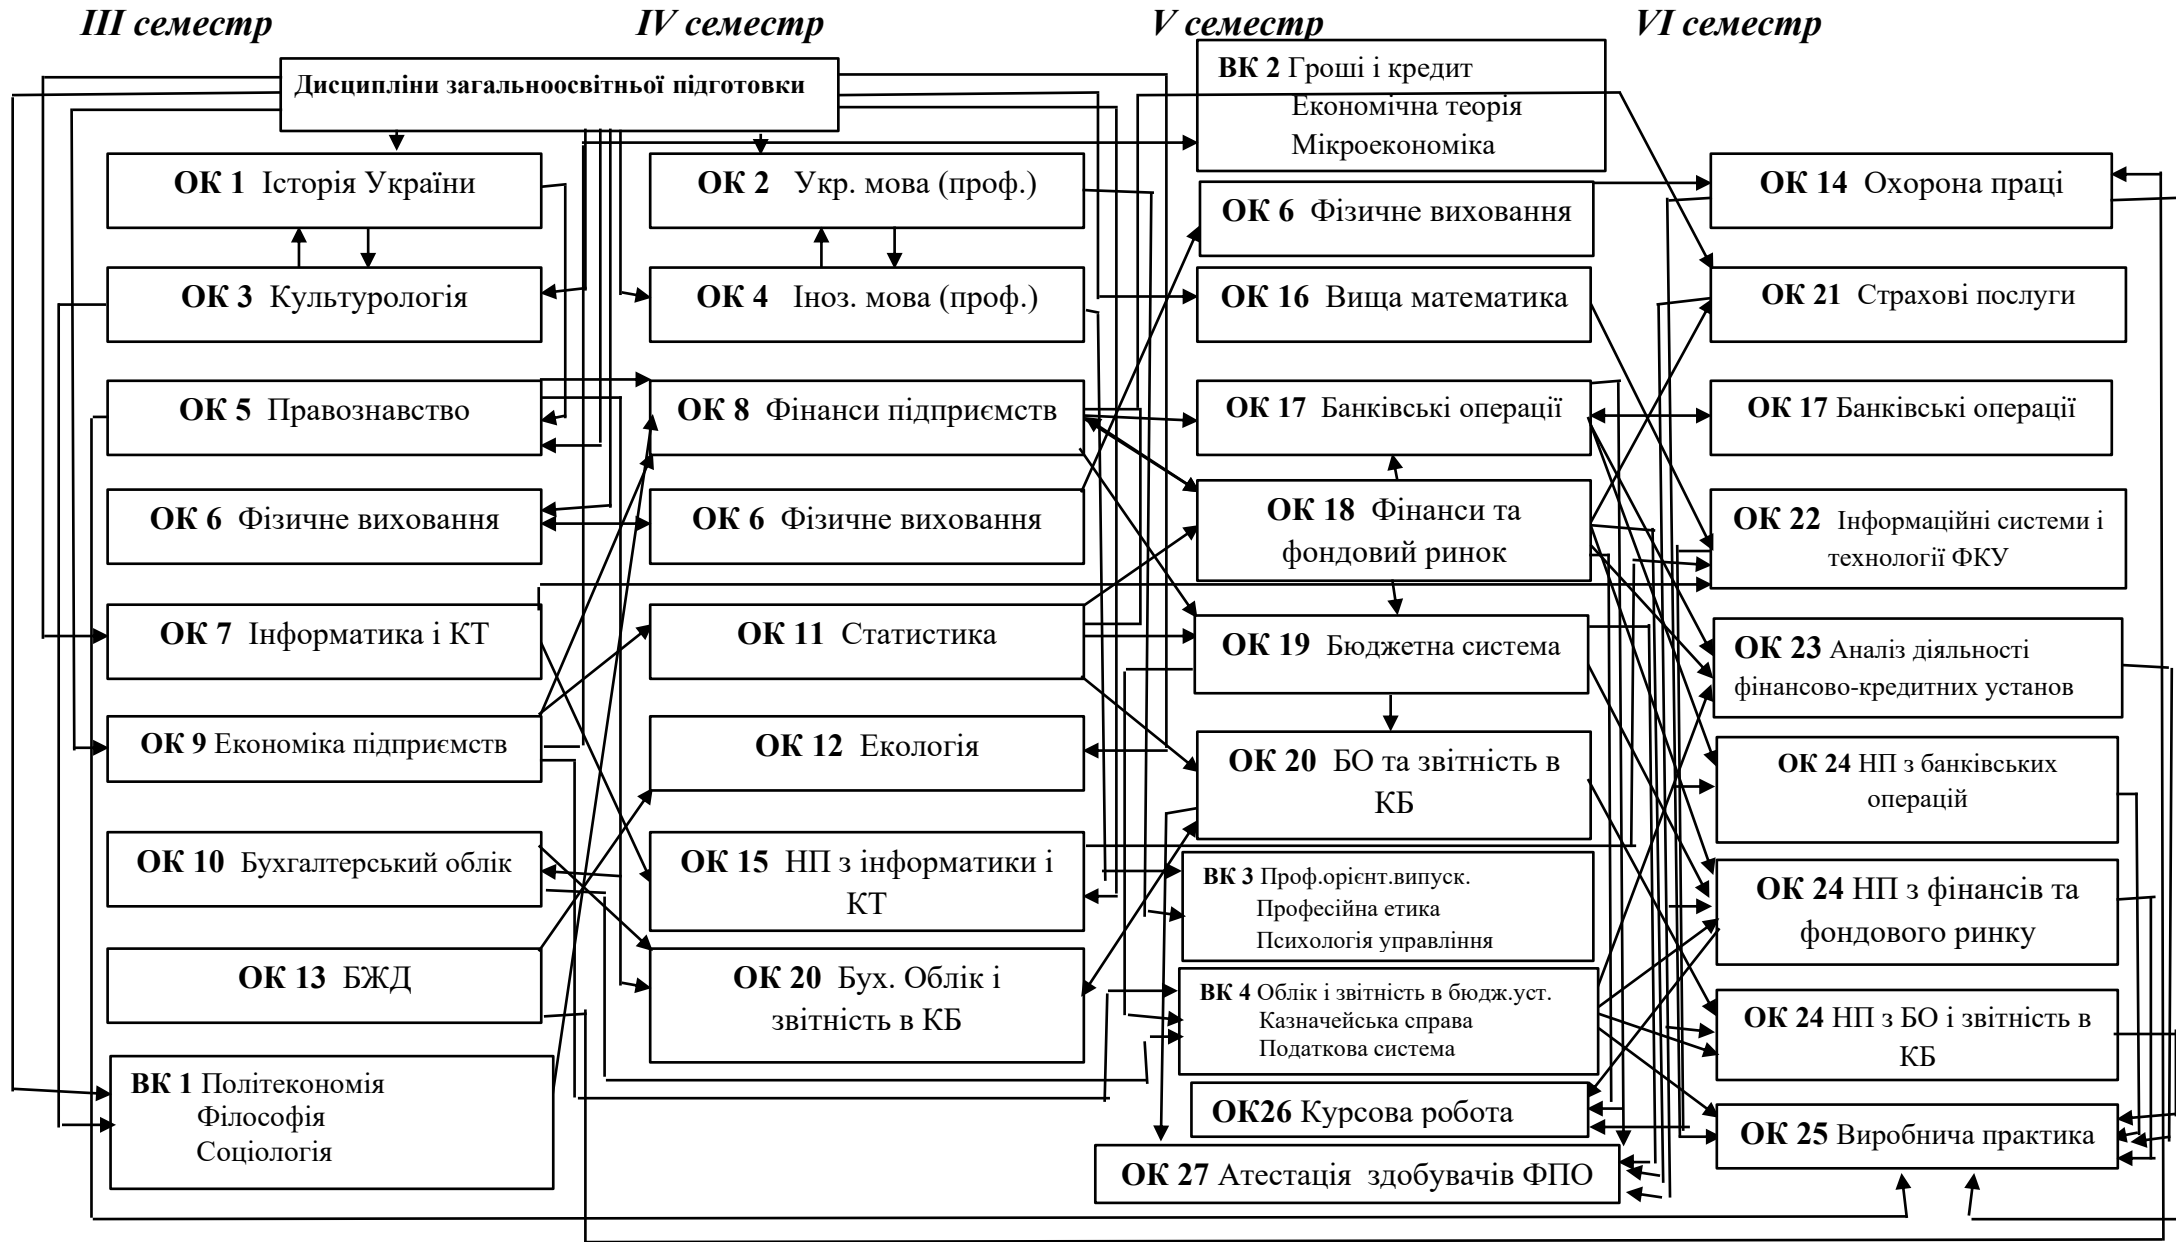 III семестр
IV семестр
V семестр
VI семестр
Дисципліни загальноосвітньої підготовки
ОК 1 Історія України
ОК 3 Культурологія
ОК 5 Правознавство
ОК 6 Фізичне виховання
ОК 7 Інформатика і КТ
ОК 9 Економіка підприємств
ОК 10 Бухгалтерський облік
ОК 13 БЖД
ВК 1 Політекономія
Філософія
Соціологія
ОК 2 Укр. мова (проф.)
ОК 4 Іноз. мова (проф.)
ОК 8 Фінанси підприємств
ОК 6 Фізичне виховання
ОК 11 Статистика
ОК 12 Екологія
ОК 15 НП з інформатики і
КТ
ОК 20 Бух. Облік і
звітність в КБ
ВК 2 Гроші і кредит
Економічна теорія
Мікроекономіка
ОК 6 Фізичне виховання
ОК 16 Вища математика
ОК 17 Банківські операції
ОК 18 Фінанси та
фондовий ринок
ОК 19 Бюджетна система
ОК 20 БО та звітність в
КБ
ВК 3 Проф.орієнт.випуск.
Професійна етика
Психологія управління
ВК 4 Облік і звітність в бюдж.уст.
Казначейська справа
Податкова система
ОК26 Курсова робота
ОК 27 Атестація здобувачів ФПО
ОК 14 Охорона праці
ОК 21 Страхові послуги
ОК 17 Банківські операції
ОК 22 Інформаційні системи і
технології ФКУ
ОК 23 Аналіз діяльності
фінансово-кредитних установ
ОК 24 НП з банківських
операцій
ОК 24 НП з фінансів та
фондового ринку
ОК 24 НП з БО і звітність в
КБ
ОК 25 Виробнича практика